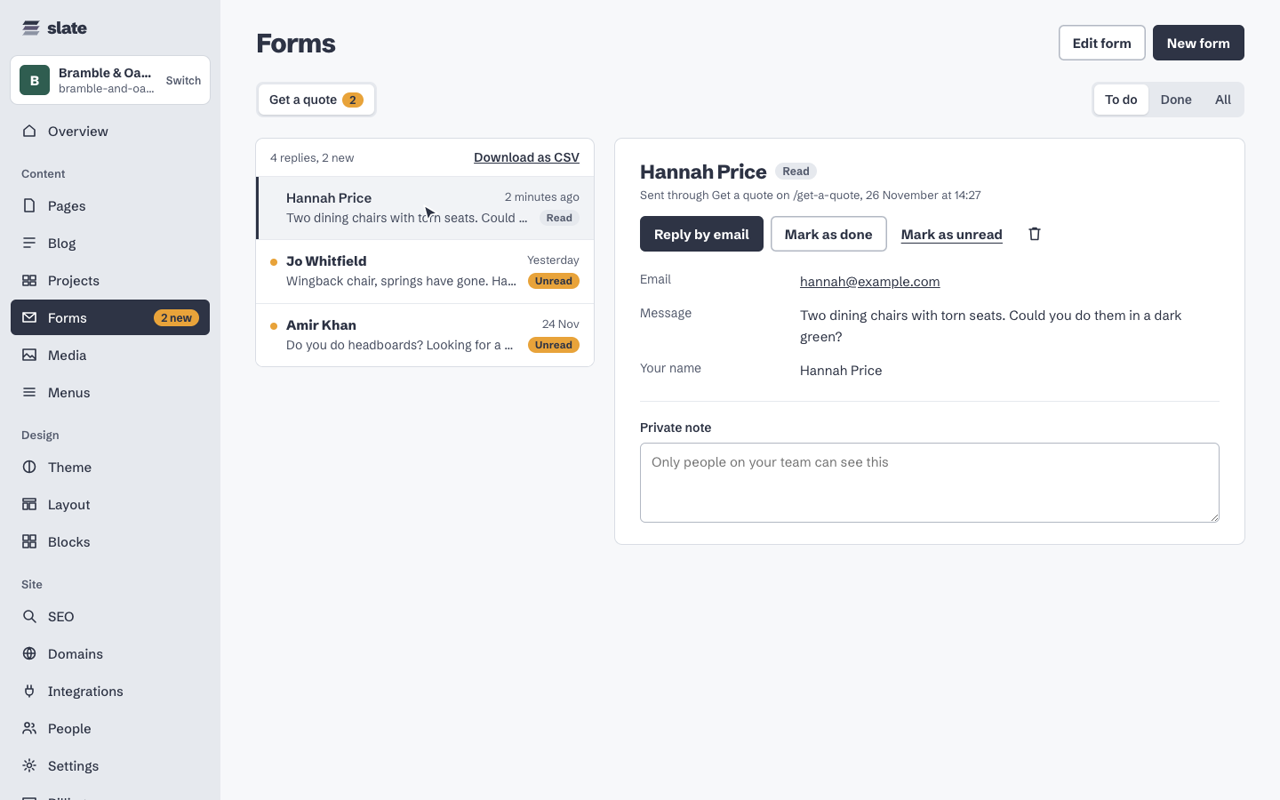 slate
B
Bramble & Oa...
bramble-and-oa...
Switch
Overview
Content
Pages
Blog
Projects
Forms
2 new
Media
Menus
Design
Theme
Layout
Blocks
Site
SEO
Domains
Integrations
People
Settings
Forms
Edit form
New form
Get a quote 2
To do
Done
All
4 replies, 2 new
Download as CSV
Hannah Price
2 minutes ago
Two dining chairs with torn seats. Could ...
Read
Jo Whitfield
Yesterday
Wingback chair, springs have gone. Ha...
Unread
Amir Khan
24 Nov
Do you do headboards? Looking for a ...
Unread
Hannah Price
Read
Sent through Get a quote on /get-a-quote, 26 November at 14:27
Reply by email
Mark as done
Mark as unread
Email
hannah@example.com
Message
Two dining chairs with torn seats. Could you do them in a dark
green?
Your name
Hannah Price
Private note
Only people on your team can see this